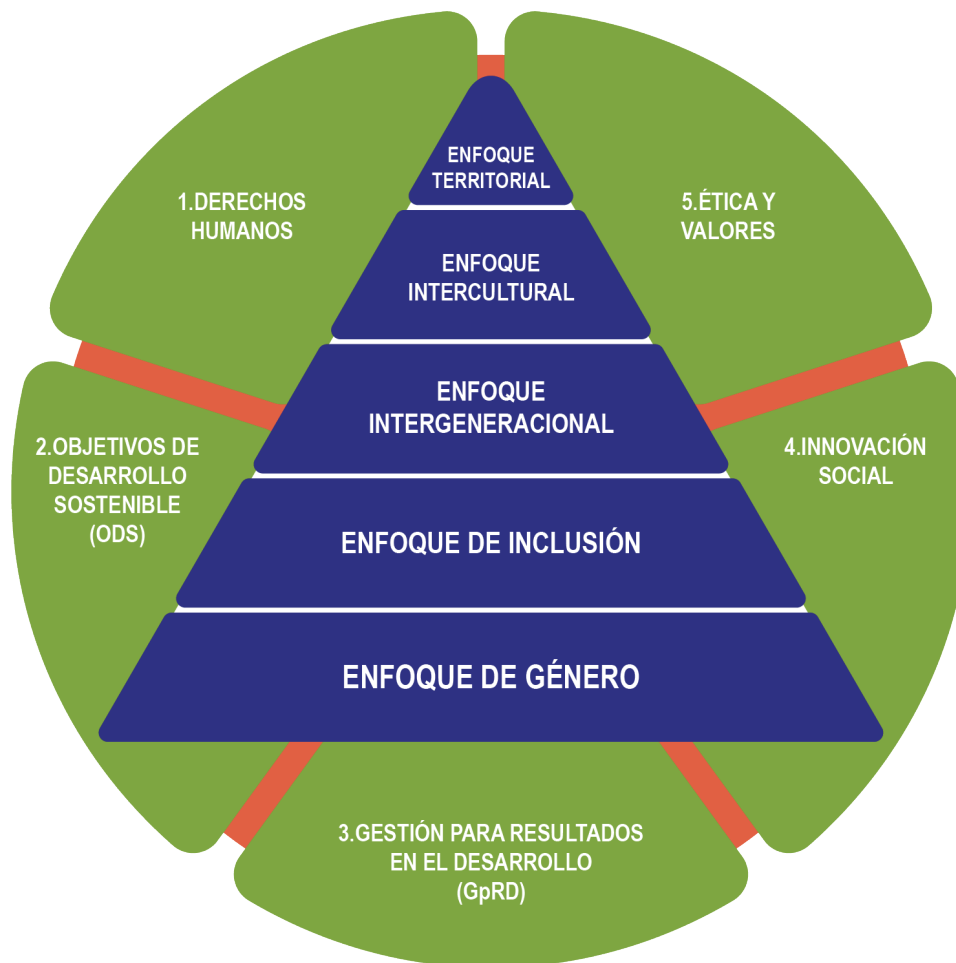 ENFOQUE
TERRITORIAL
ENFOQUE
INTERCULTURAL
ENFOQUE
INTERGENERACIONAL
ENFOQUE DE INCLUSIÓN
ENFOQUE DE GÉNERO
1.DERECHOS
HUMANOS
2.OBJETIVOS DE
DESARROLLO
SOSTENIBLE
(ODS)
3.GESTIÓN PARA RESULTADOS
EN EL DESARROLLO
(GpRD)
4.INNOVACIÓN
SOCIAL
5.ÉTICA Y
VALORES